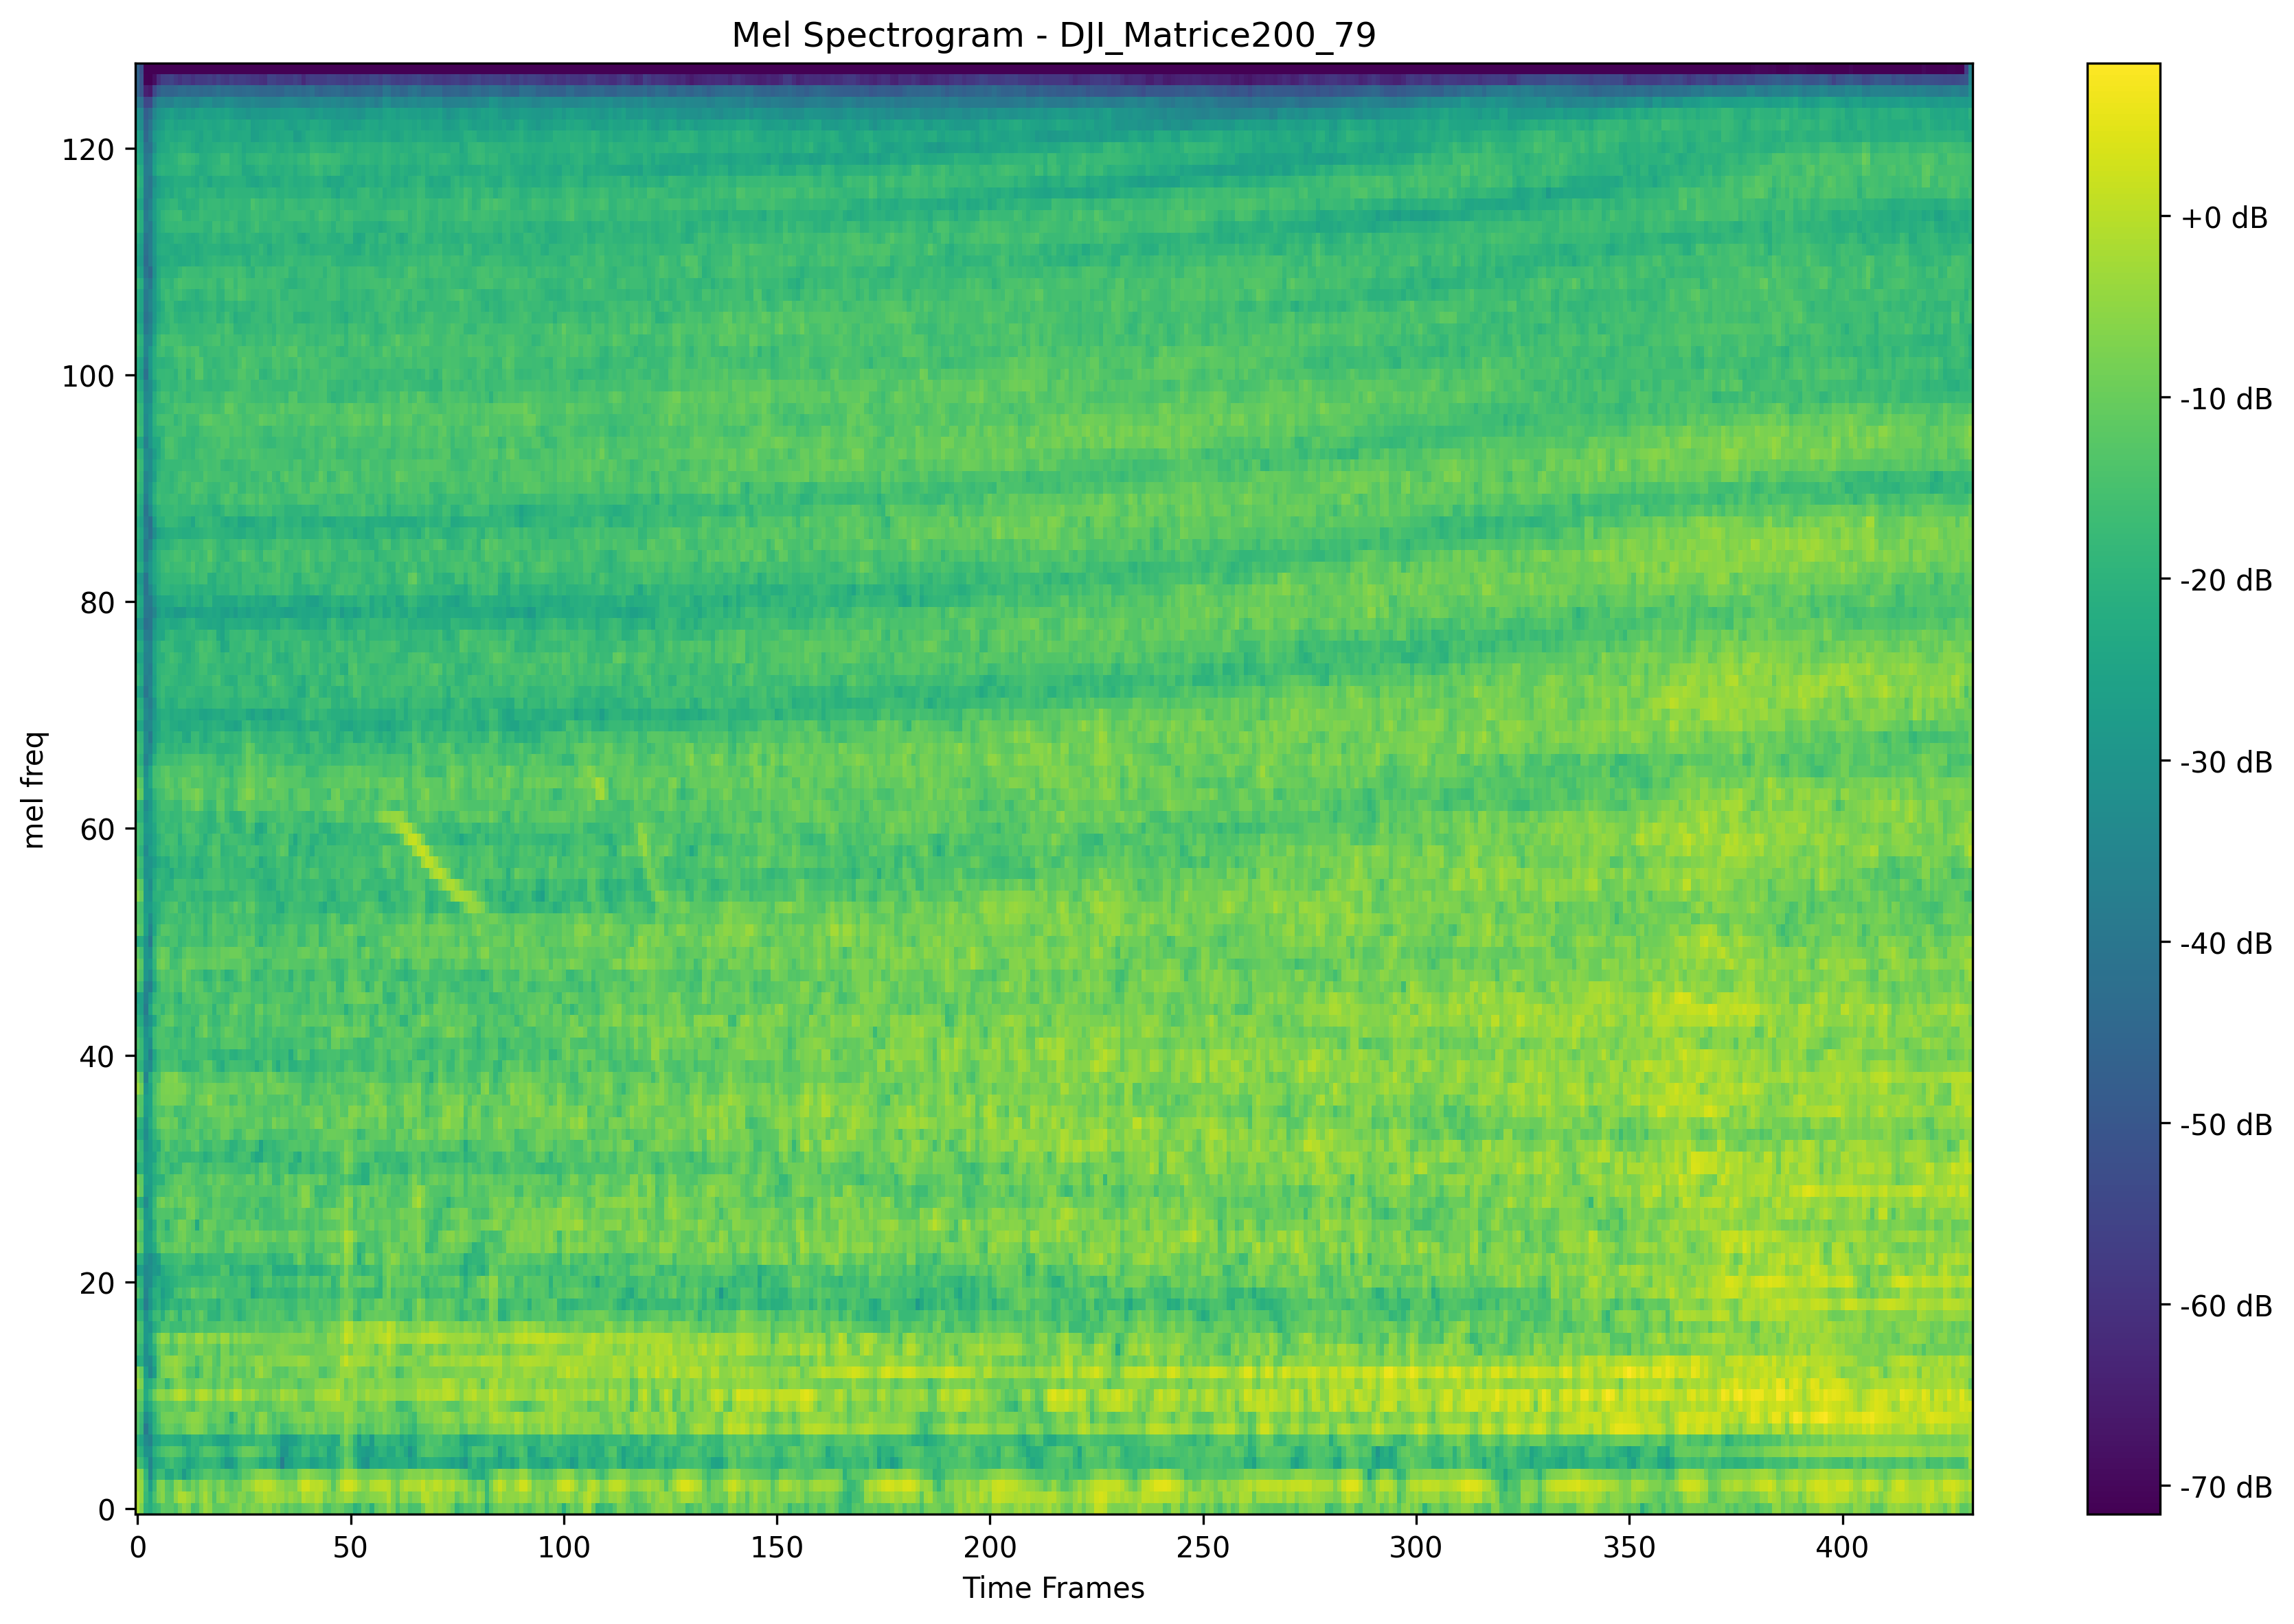 Mel Spectrogram - DJI_Matrice200_79
mel freq
120
100
80
60
40
20
0
0 50 100 150 200 250 300 350 400
Time Frames
+0 dB
-10 dB
-20 dB
-30 dB
-40 dB
-50 dB
-60 dB
-70 dB